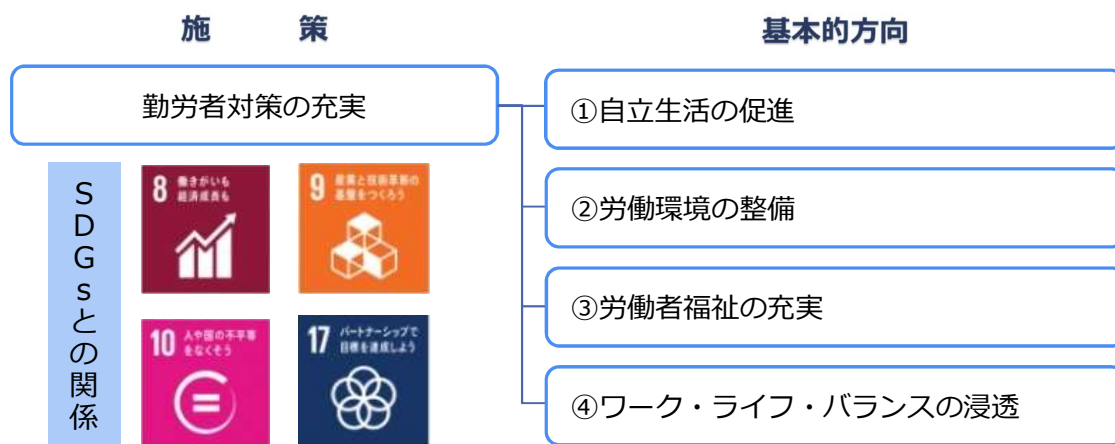 施　策
基本的方向
勤労者対策の充実
①自立生活の促進
②労働環境の整備
③労働者福祉の充実
④ワーク・ライフ・バランスの浸透
SDGsとの関係
8 働きがいも
経済成長も
9 産業と技術革新の
基盤をつくろう
10 人や国の不平等
をなくそう
17 パートナーシップで
目標を達成しよう